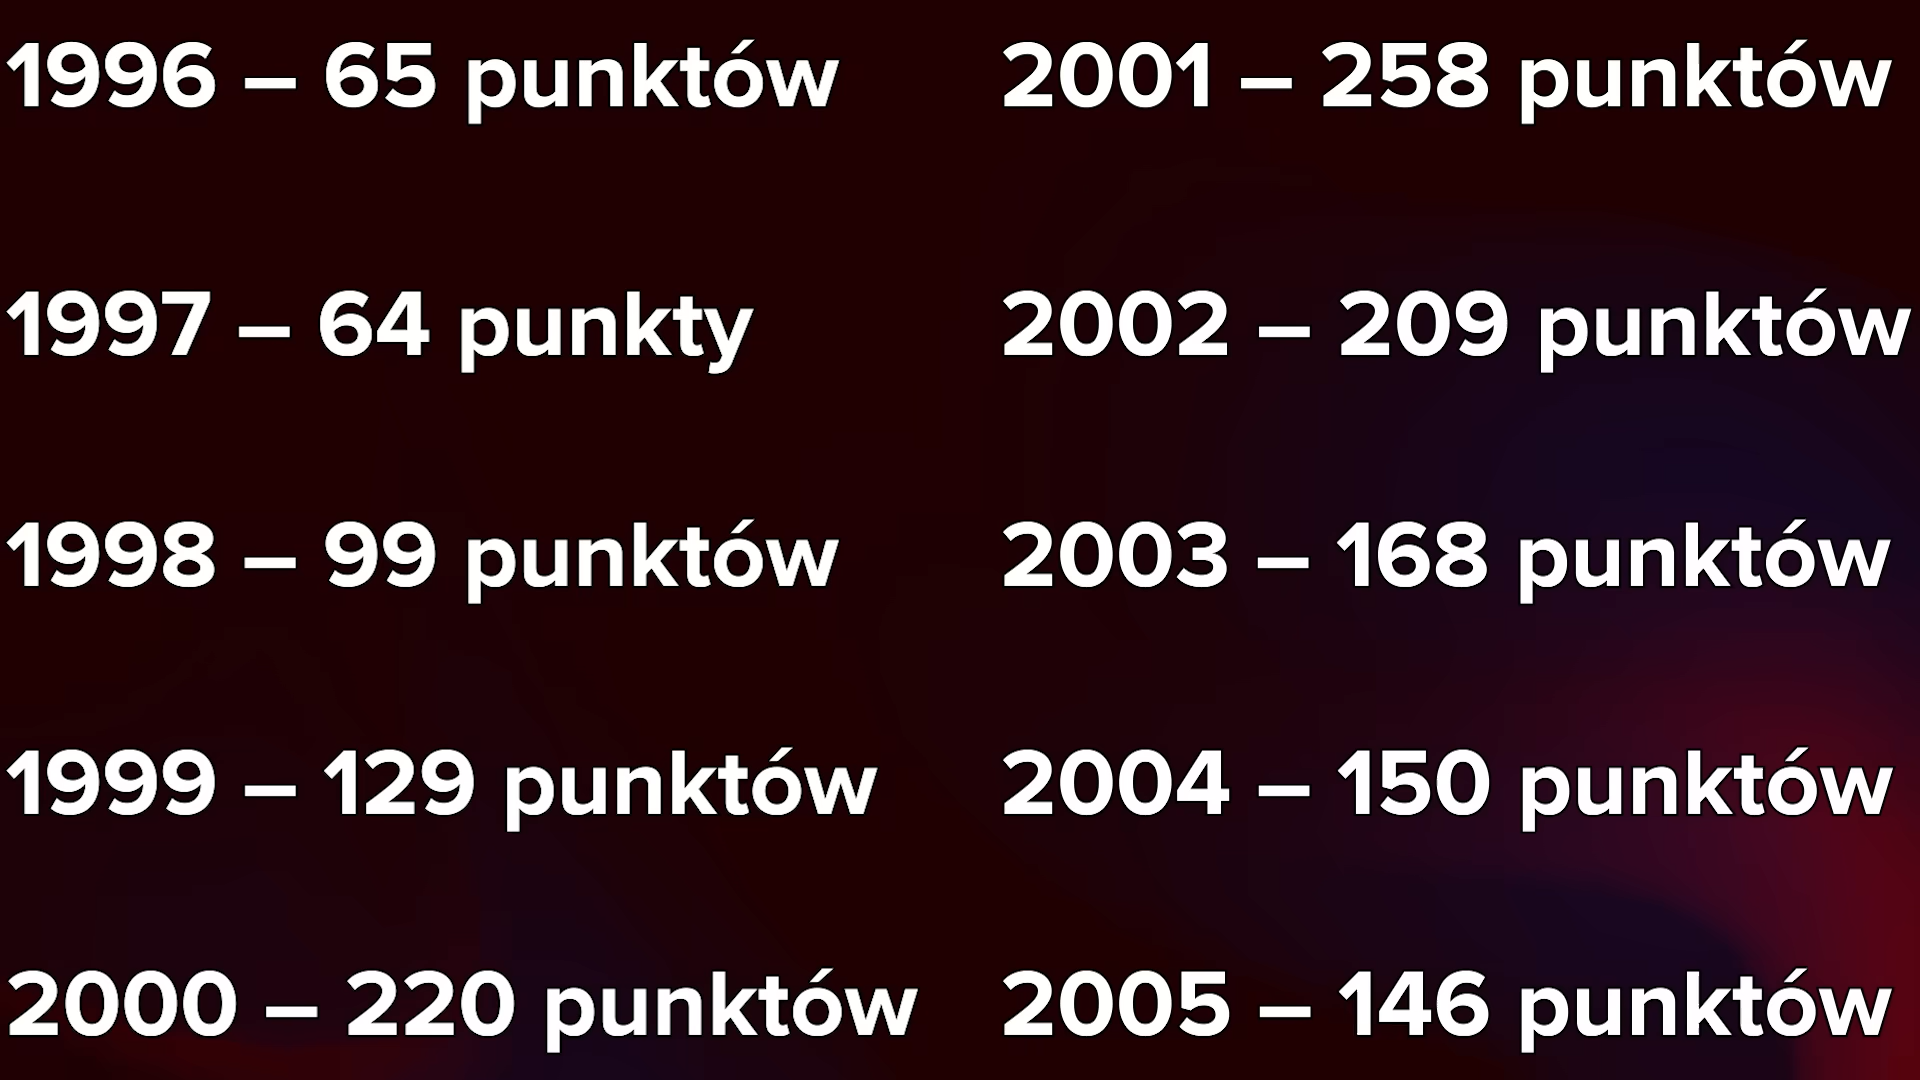 1996 – 65 punktów
1997 – 64 punkty
1998 – 99 punktów
1999 – 129 punktów
2000 – 220 punktów
2001 – 258 punktów
2002 – 209 punktów
2003 – 168 punktów
2004 – 150 punktów
2005 – 146 punktów